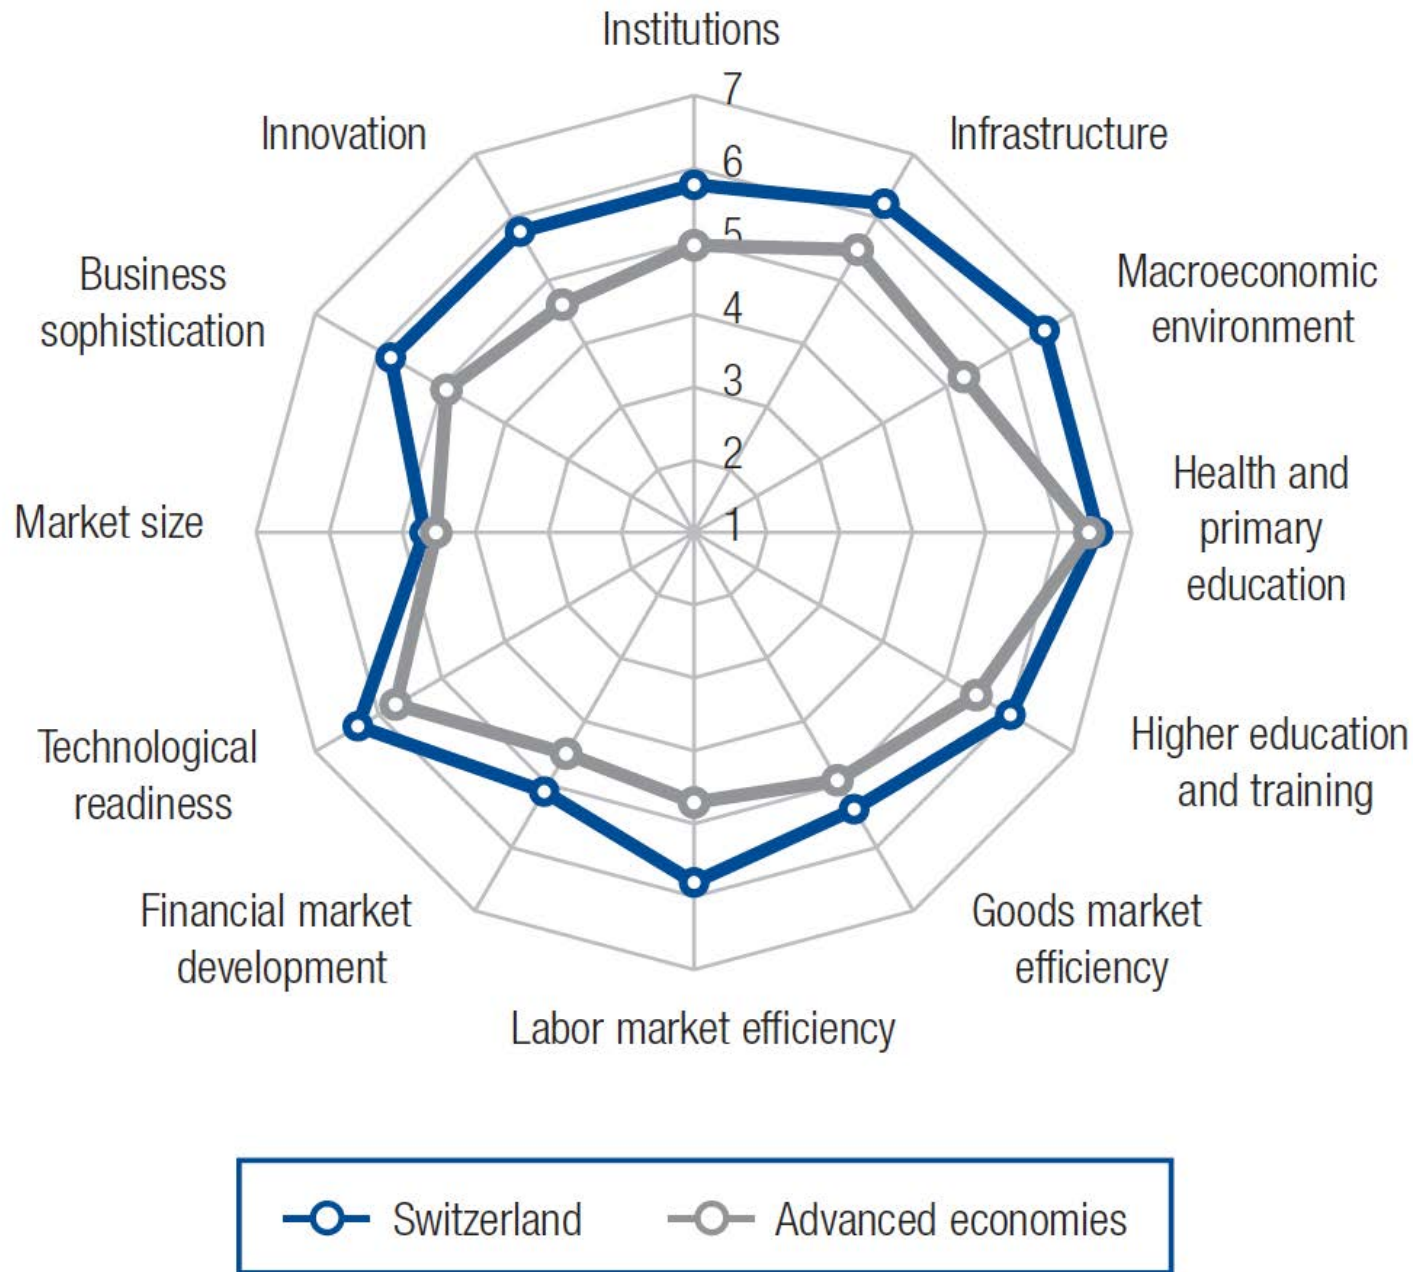 Institutions
7
Innovation
Infrastructure
6
5
Business
sophistication
Macroeconomic
environment
4
3
2
Health and
primary
education
Market size
1
Technological
readiness
Higher education
and training
Financial market
development
Goods market
efficiency
Labor market efficiency
Switzerland
Advanced economies